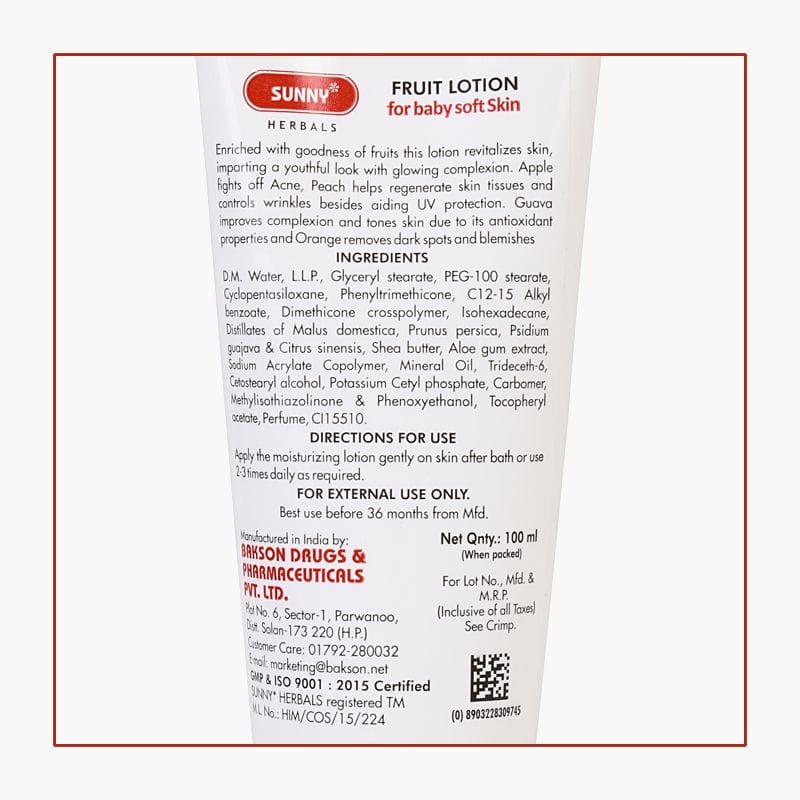 SUNNY*
HERBALS
FRUIT LOTION
for baby soft Skin
Enriched with goodness of fruits this lotion revitalizes skin,
imparting a youthful look with glowing complexion. Apple
fights off Acne, Peach helps regenerate skin tissues and
controls wrinkles besides aiding UV protection. Guava
improves complexion and tones skin due to its antioxidant
properties and Orange removes dark spots and blemishes
INGREDIENTS
D.M. Water, L.L.P., Glyceryl stearate, PEG-100 stearate,
Cyclopentasiloxane, Phenyltrimethicone, C12-15 Alkyl
benzoate, Dimethicone crosspolymer, Isohexadecane,
Distillates of Malus domestica, Prunus persica, Psidium
guajava & Citrus sinensis, Shea butter, Aloe gum extract,
Sodium Acrylate Copolymer, Mineral Oil, Trideceth-6,
Cetostearyl alcohol, Potassium Cetyl phosphate, Carbomer,
Methylisothiazolinone & Phenoxyethanol, Tocopheryl
acetate, Perfume, CI15510.
DIRECTIONS FOR USE
Apply the moisturizing lotion gently on skin after bath or use
2-3 times daily as required.
FOR EXTERNAL USE ONLY.
Best use before 36 months from Mfd.
Manufactured in India by:
BAKSON DRUGS &
PHARMACEUTICALS
PVT. LTD.
Plot No. 6, Sector-1, Parwanoo,
Distt. Solan-173 220 (H.P.)
Customer Care: 01792-280032
E-mail: marketing@bakson.net
GMP & ISO 9001 : 2015 Certified
SUNNY* HERBALS registered TM
M.L No.: HIM/COS/15/224
Net Qnty.: 100 ml
(When packed)
For Lot No., Mfd. &
M.R.P.
(Inclusive of all Taxes)
See Crimp.
(0) 8903228309745